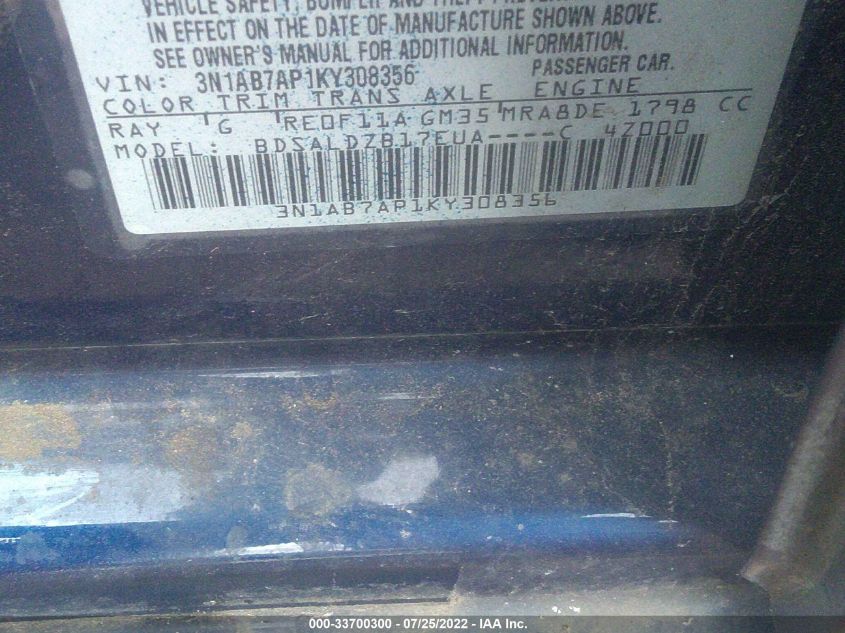 VEHICLE SAFETY, BUMPER AND THEFT PREVENTION
IN EFFECT ON THE DATE OF MANUFACTURE SHOWN ABOVE.
SEE OWNER'S MANUAL FOR ADDITIONAL INFORMATION.
VIN: 3N1AB7AP1KY308356 PASSENGER CAR.
COLOR TRIM TRANS AXLE ENGINE
RAY 'G 'RE0F11A GM35 MRA8DE 1798 CC
MODEL: BDSALDZB17EUA----C 4Z000
3N1AB7AP1KY308356
000-33700300 - 07/25/2022 - IAA Inc.